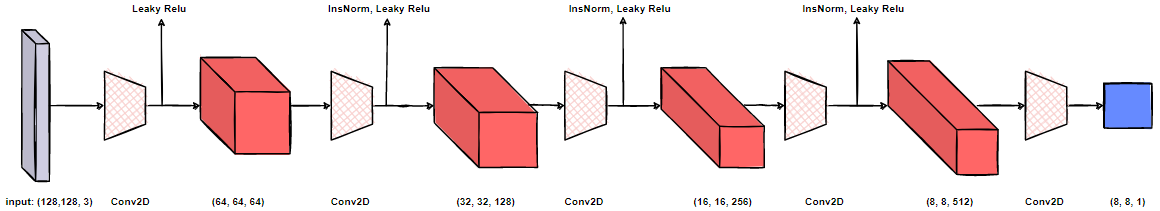 Leaky Relu
InsNorm, Leaky Relu
InsNorm, Leaky Relu
InsNorm, Leaky Relu
input: (128,128, 3)
Conv2D
(64, 64, 64)
Conv2D
(32, 32, 128)
Conv2D
(16, 16, 256)
Conv2D
(8, 8, 512)
Conv2D
(8, 8, 1)